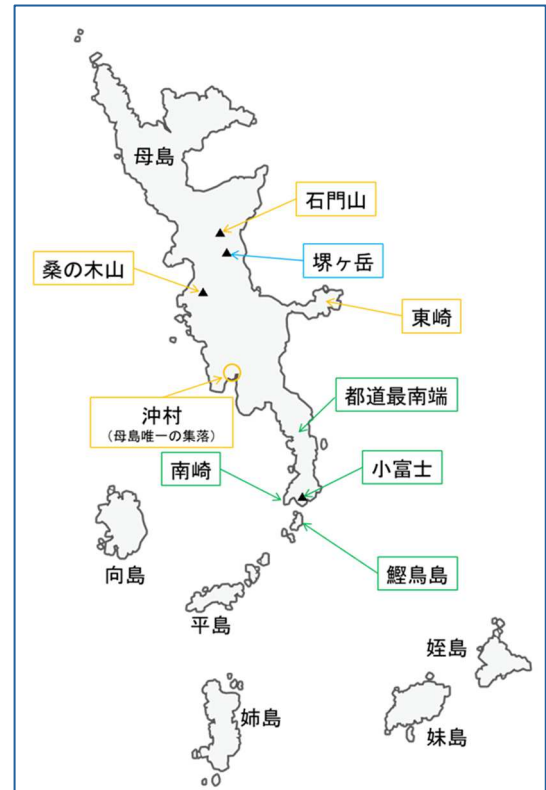 母島
石門山
堺ヶ岳
桑の木山
東崎
沖村
（母島唯一の集落）
都道最南端
南崎
小富士
鰹鳥島
向島
平島
姉島
姪島
妹島